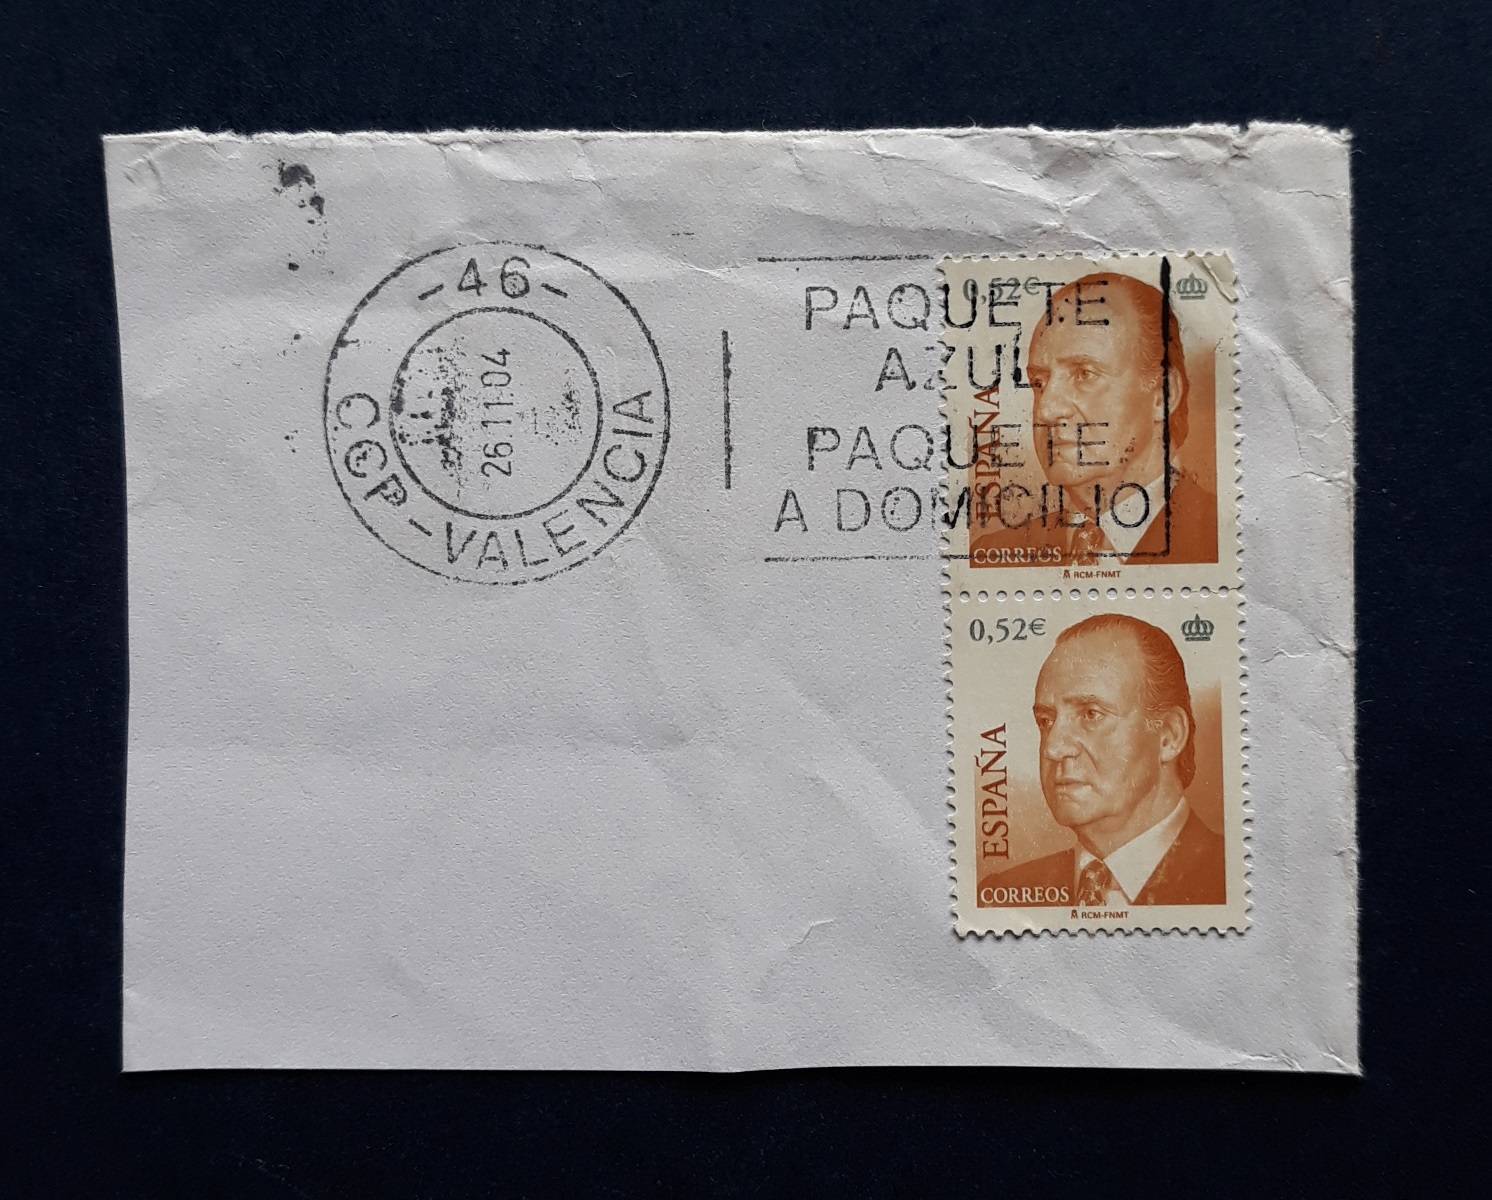 -46-
26.11.04
C.C.P-VALENCIA
PAQUETE
AZUL
PAQUETE
A DOMICILIO
0,52€
ESPAÑA
CORREOS
RCM-FNMT
0,52€
ESPAÑA
CORREOS
RCM-FNMT